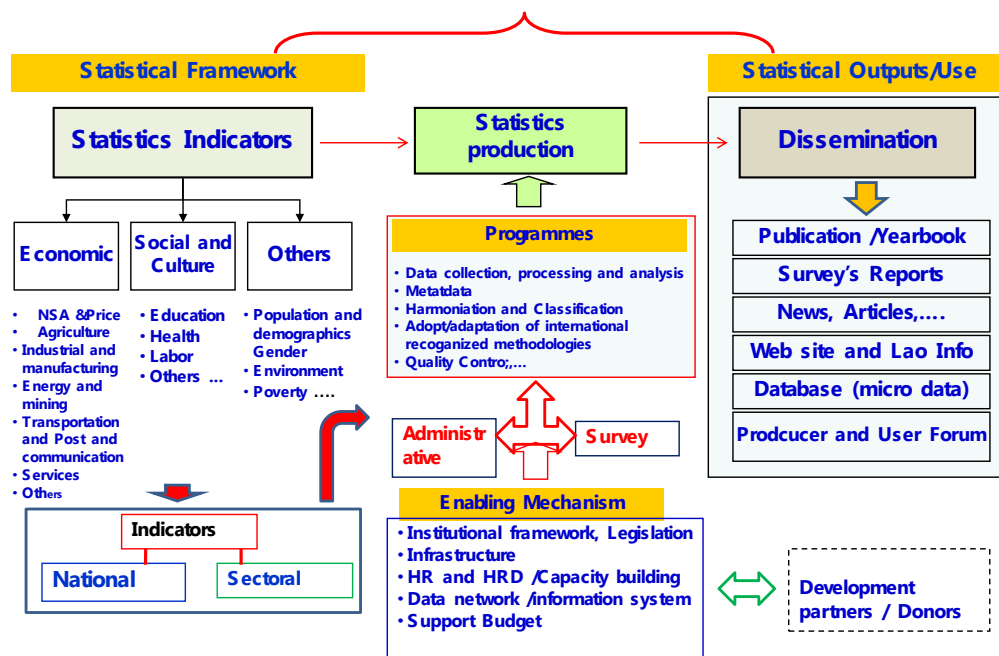 Statistical Framework
Statistical Outputs/Use
Statistics Indicators
Statistics
production
Dissemination
Economic
Social and
Culture
Others
• NSA &Price
• Agriculture
• Industrial and
manufacturing
• Energy and
mining
• Transportation
and Post and
communication
• Services
• Others
• Education
• Health
• Labor
• Others ...
• Population and
demographics
Gender
• Environment
• Poverty ....
Programmes
• Data collection, processing and analysis
• Metatdata
• Harmoniation and Classification
• Adopt/adaptation of international
recoganized methodologies
• Quality Contro;,...
Administr
ative
Survey
Enabling Mechanism
• Institutional framework, Legislation
• Infrastructure
• HR and HRD /Capacity building
• Data network /information system
• Support Budget
Indicators
National
Sectoral
Publication /Yearbook
Survey's Reports
News, Articles,....
Web site and Lao Info
Database (micro data)
Prodcucer and User Forum
Development
partners / Donors